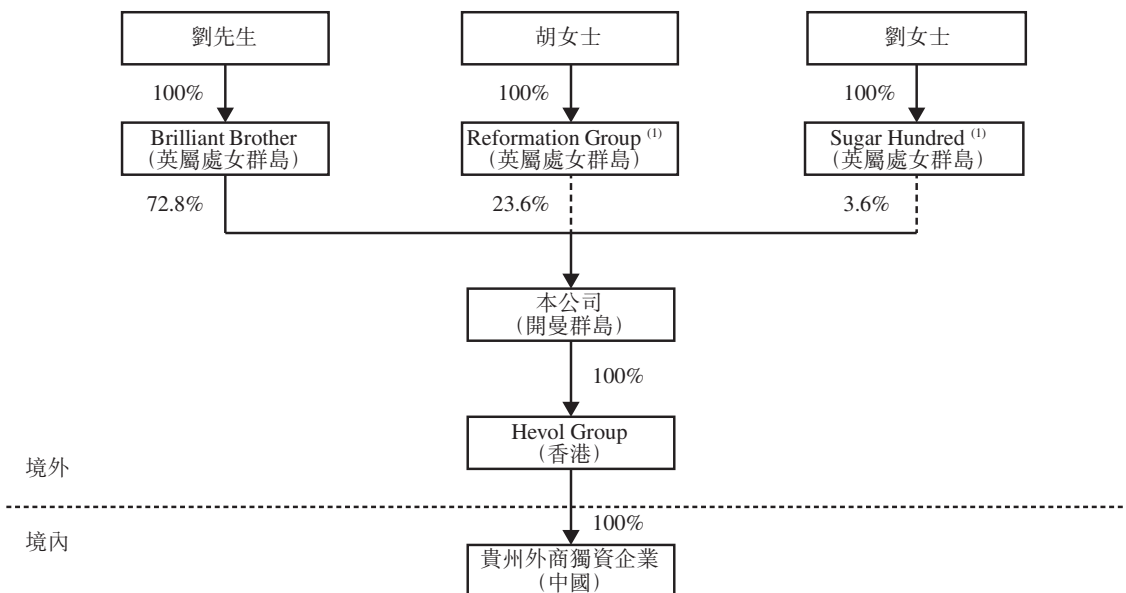 劉先生
胡女士
劉女士
100%
100%
100%
Brilliant Brother
(英屬處女群島)
Reformation Group (1)
(英屬處女群島)
Sugar Hundred (1)
(英屬處女群島)
72.8%
23.6%
3.6%
本公司
(開曼群島)
100%
Hevol Group
(香港)
境外
100%
境內
貴州外商獨資企業
(中國)